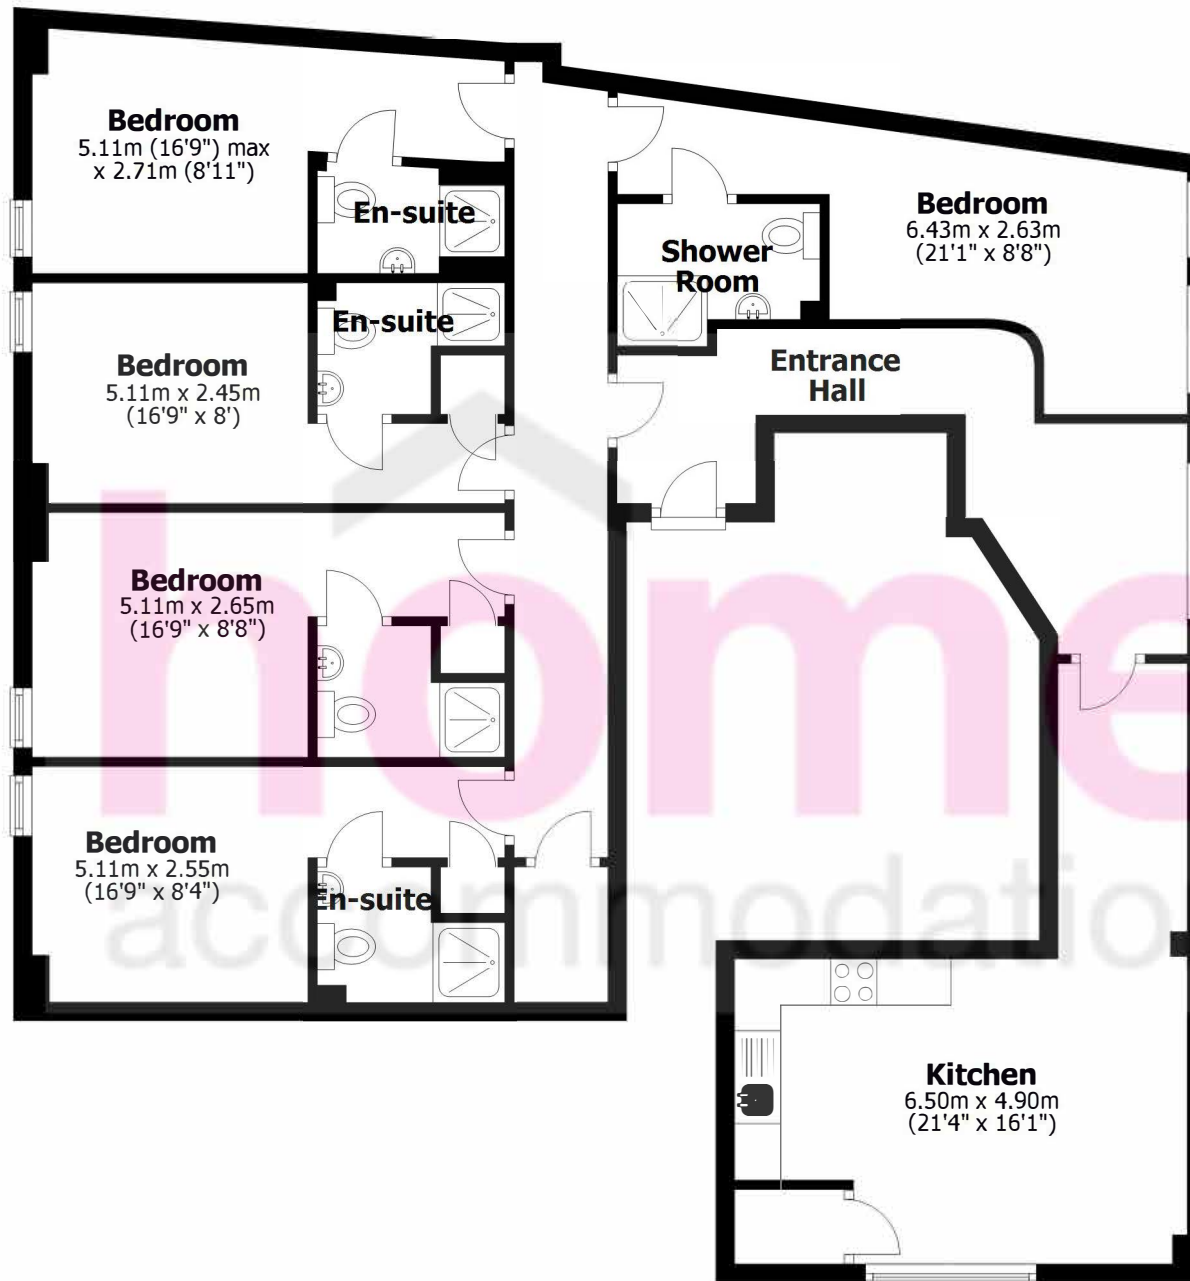 Bedroom
5.11m (16'9") max
x 2.71m (8'11")
En-suite
Bedroom
6.43m x 2.63m
(21'1" x 8'8")
Shower
Room
En-suite
Bedroom
5.11m x 2.45m
(16'9" x 8')
Entrance
Hall
Bedroom
5.11m x 2.65m
(16'9" x 8'8")
home
Bedroom
5.11m x 2.55m
(16'9" x 8'4")
En-suite
accommodatio
Kitchen
6.50m x 4.90m
(21'4" x 16'1")